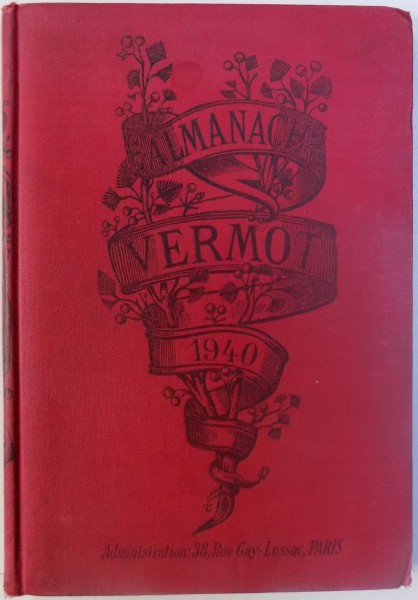 ALMANACH
VERMOT
1940
Administration: 38, Rue Gay-Lussac, PARIS